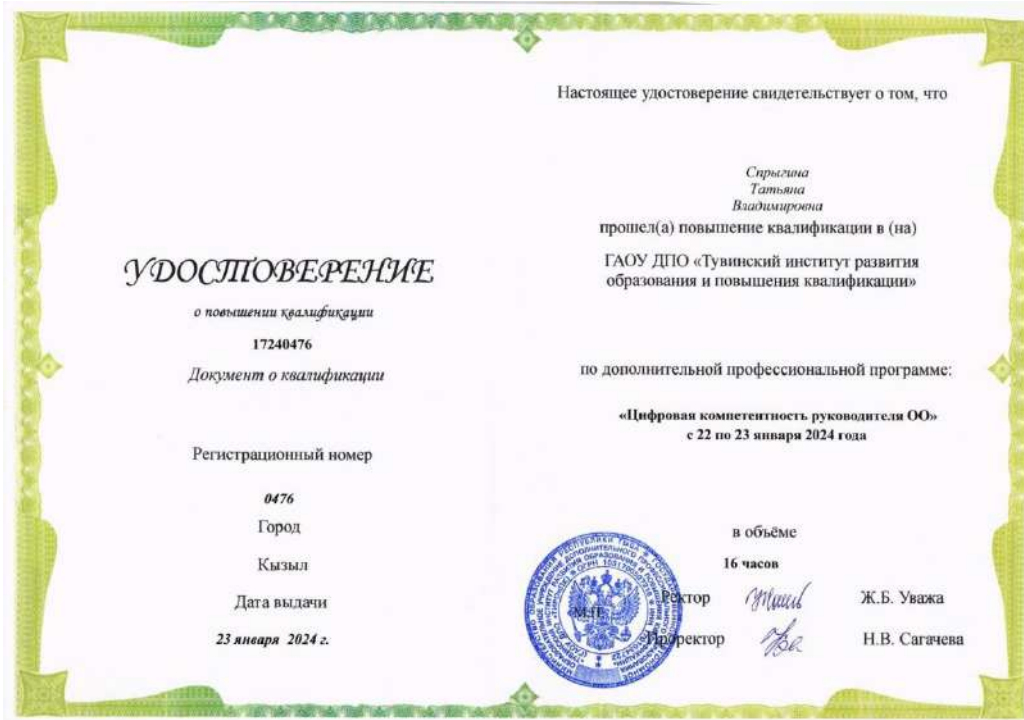 УДОСТОВЕРЕНИЕ
о повышении квалификации
17240476
Документ о квалификации
Регистрационный номер
0476
Город
Кызыл
Дата выдачи
23 января 2024 г.
Настоящее удостоверение свидетельствует о том, что
Спрыгина
Татьяна
Владимировна
прошел(а) повышение квалификации в (на)
ГАОУ ДПО «Тувинский институт развития
образования и повышения квалификации»
по дополнительной профессиональной программе:
«Цифровая компетентность руководителя ОО»
с 22 по 23 января 2024 года
в объёме
16 часов
М.П.
Ректор Ж.Б. Уважа
Проректор Н.В. Сагачева